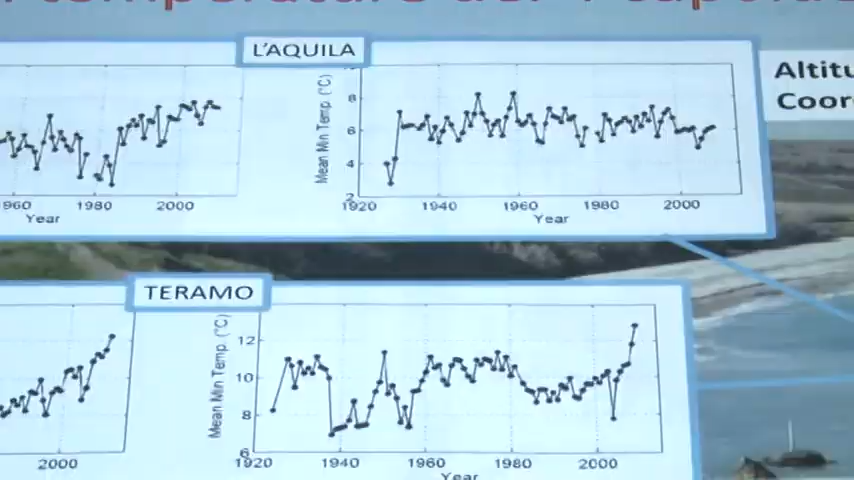 L'AQUILA
Altitu
Coor
Mean Min Temp. (°C)
8
6
4
2
1960
1980
2000
Year
1920
1940
1960
1980
2000
Year
TERAMO
Mean Min Temp. (°C)
12
10
8
6
2000
1920
1940
1960
1980
2000
Year